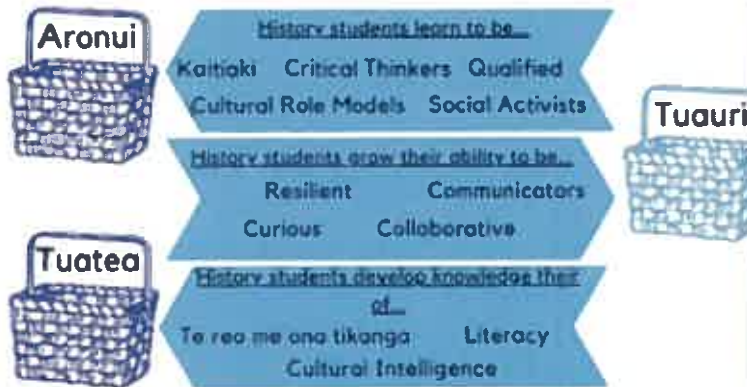 Aronui
History students learn to be...
Kaitiaki Critical Thinkers Qualified
Cultural Role Models Social Activists
Tuauri
History students grow their ability to be...
Resilient Communicators
Curious Collaborative
Tuatea
History students develop knowledge their
of...
Te reo me ona tikanga Literacy
Cultural Intelligence